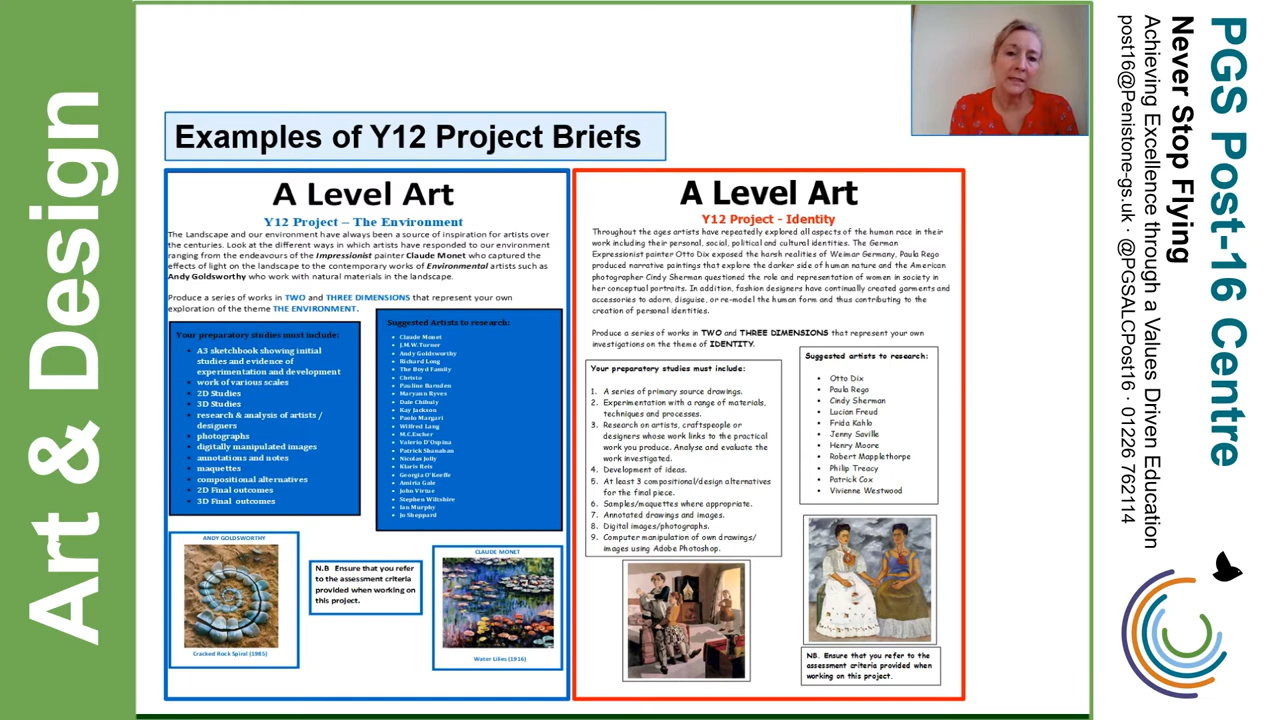 Art & Design
Examples of Y12 Project Briefs
A Level Art
Y12 Project – The Environment
The Landscape and our environment have always been a source of inspiration for artists over
the centuries. Look at the different ways in which artists have responded to our environment
ranging from the endeavours of the Impressionist painter Claude Monet who captured the
effects of light on the landscape to the contemporary works of Environmental artists such as
Andy Goldsworthy who work with natural materials in the landscape.
Produce a series of works in TWO and THREE DIMENSIONS that represent your own
exploration of the theme THE ENVIRONMENT.
Your preparatory studies must include:
• A3 sketchbook showing initial
studies and evidence of
experimentation and development
• work of various scales
• 2D Studies
• 3D Studies
• research & analysis of artists /
designers
• photographs
• digitally manipulated images
• annotations and notes
• maquettes
• compositional alternatives
• 2D Final outcomes
• 3D Final outcomes
Suggested Artists to research:
• Claude Monet
• J.M.W.Turner
• Andy Goldsworthy
• Richard Long
• The Boyd Family
• Christo
• Pauline Barnden
• Maryann Ryves
• Dale Chihuly
• Kay Jackson
• Paolo Margari
• Wilfred Lang
• M.C.Escher
• Valerio D'Ospina
• Patrick Shanahan
• Nicolas Jolly
• Klaris Reis
• Georgia O'Keeffe
• Amiria Gale
• John Virtue
• Stephen Wiltshire
• Ian Murphy
• Jo Sheppard
ANDY GOLDSWORTHY
Cracked Rock Spiral (1985)
N.B Ensure that you refer
to the assessment criteria
provided when working on
this project.
CLAUDE MONET
Water Lilies (1916)
A Level Art
Y12 Project - Identity
Throughout the ages artists have repeatedly explored all aspects of the human race in their
work including their personal, social, political and cultural identities. The German
Expressionist painter Otto Dix exposed the harsh realities of Weimar Germany, Paula Rego
produced narrative paintings that explore the darker side of human nature and the American
photographer Cindy Sherman questioned the role and representation of women in society in
her conceptual portraits. In addition, fashion designers have continually created garments and
accessories to adorn, disguise, or re-model the human form and thus contributing to the
creation of personal identities.
Produce a series of works in TWO and THREE DIMENSIONS that represent your own
investigations on the theme of IDENTITY.
Your preparatory studies must include:
1. A series of primary source drawings.
2. Experimentation with a range of materials,
techniques and processes.
3. Research on artists, craftspeople or
designers whose work links to the practical
work you produce. Analyse and evaluate the
work investigated.
4. Development of ideas.
5. At least 3 compositional/design alternatives
for the final piece.
6. Samples/maquettes where appropriate.
7. Annotated drawings and images.
8. Digital images/photographs.
9. Computer manipulation of own drawings/
images using Adobe Photoshop.
Suggested artists to research:
• Otto Dix
• Paula Rego
• Cindy Sherman
• Lucian Freud
• Frida Kahlo
• Jenny Saville
• Henry Moore
• Robert Mapplethorpe
• Philip Treacy
• Patrick Cox
• Vivienne Westwood
NB. Ensure that you refer to the
assessment criteria provided when
working on this project.
PGS Post-16 Centre
Never Stop Flying
Achieving Excellence through a Values Driven Education
post16@Penistone-gs.uk · @PGSALCPost16 · 01226 762114